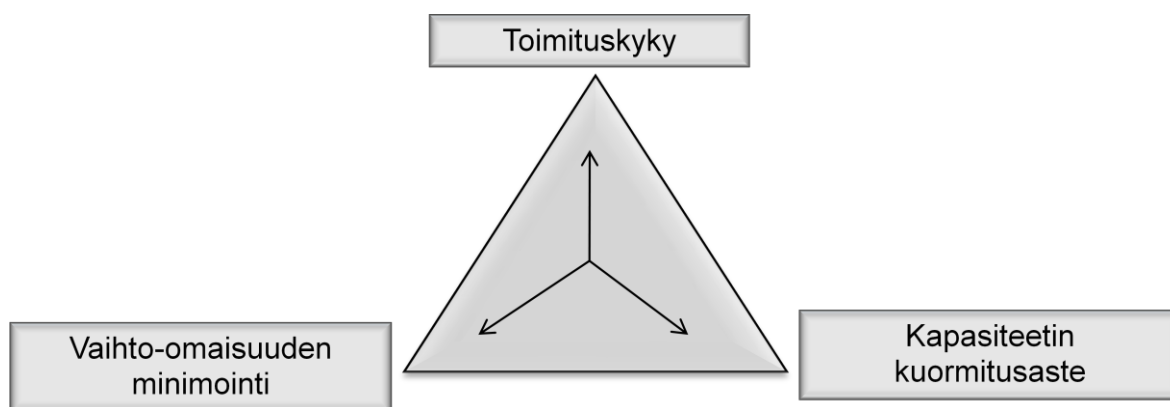 Toimituskyky
Vaihto-omaisuuden
minimointi
Kapasiteetin
kuormitusaste